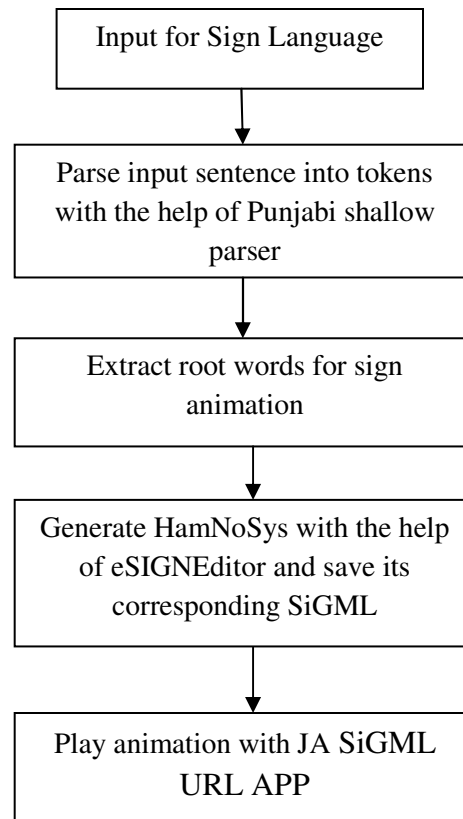 Input for Sign Language
Parse input sentence into tokens
with the help of Punjabi shallow
parser
Extract root words for sign
animation
Generate HamNoSys with the help
of eSIGNEditor and save its
corresponding SiGML
Play animation with JA SiGML
URL APP